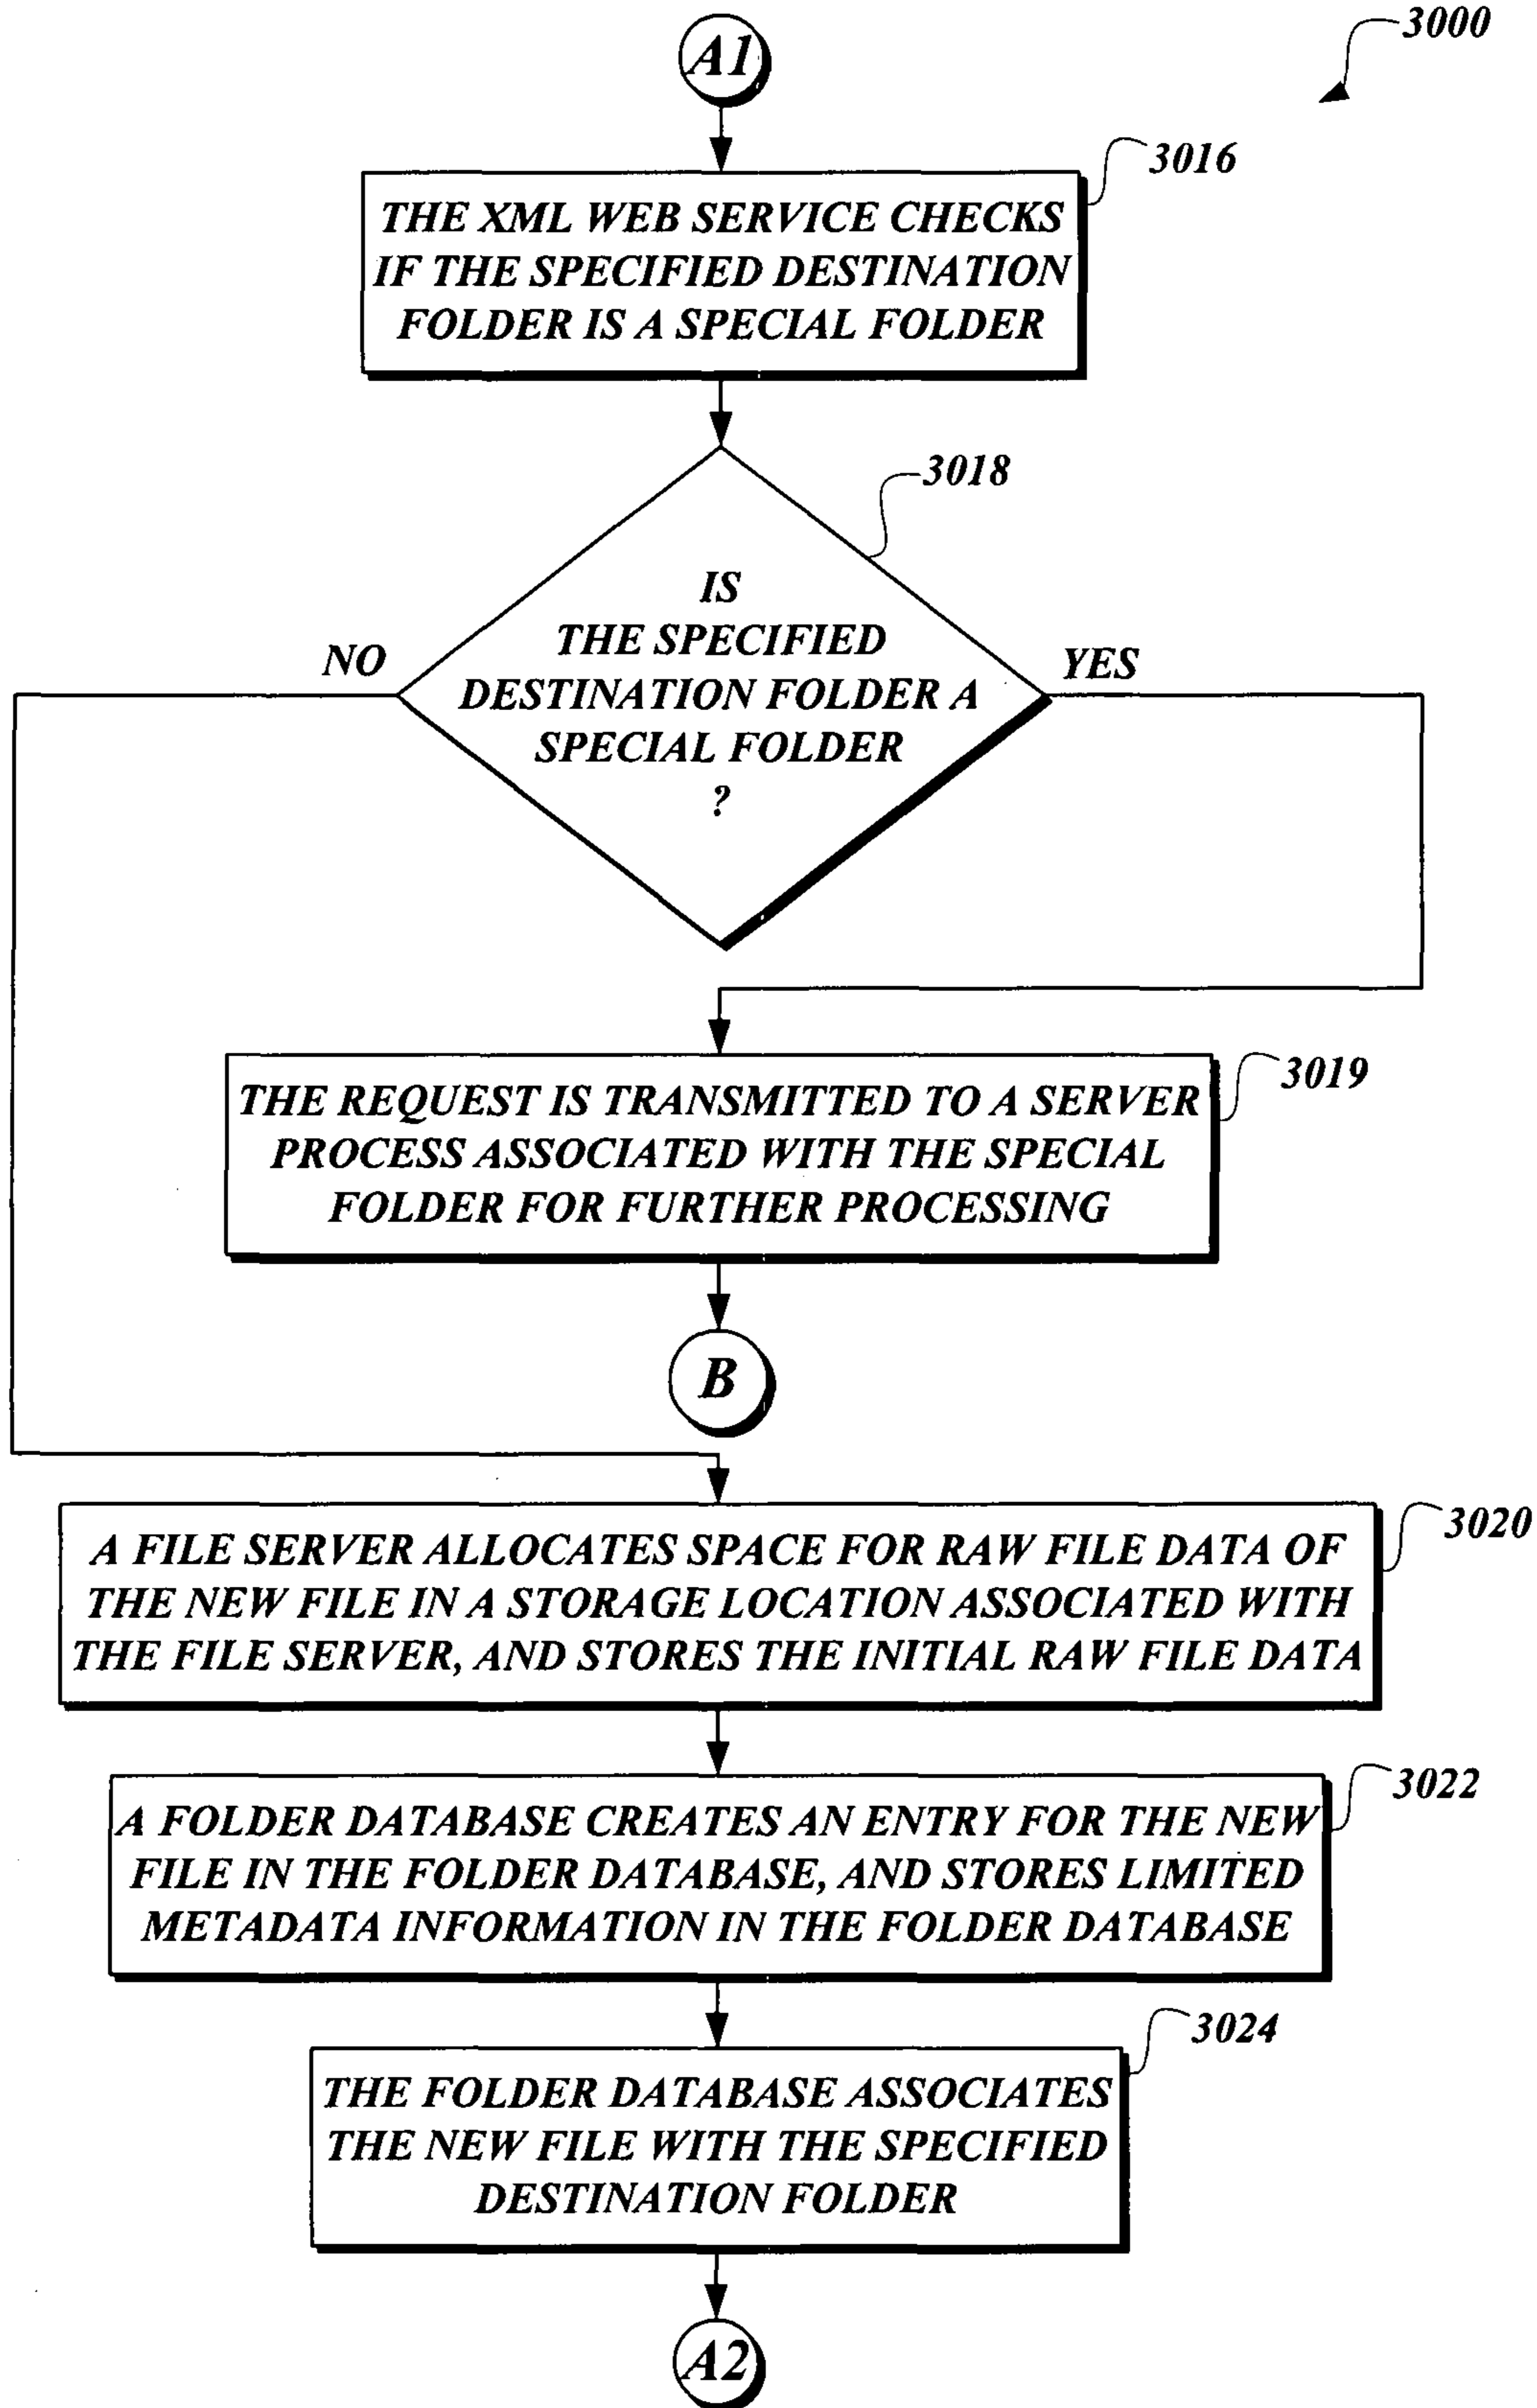 A1
3000
3016
THE XML WEB SERVICE CHECKS
IF THE SPECIFIED DESTINATION
FOLDER IS A SPECIAL FOLDER
3018
IS
THE SPECIFIED
DESTINATION FOLDER A
SPECIAL FOLDER
?
NO
YES
3019
THE REQUEST IS TRANSMITTED TO A SERVER
PROCESS ASSOCIATED WITH THE SPECIAL
FOLDER FOR FURTHER PROCESSING
B
3020
A FILE SERVER ALLOCATES SPACE FOR RAW FILE DATA OF
THE NEW FILE IN A STORAGE LOCATION ASSOCIATED WITH
THE FILE SERVER, AND STORES THE INITIAL RAW FILE DATA
3022
A FOLDER DATABASE CREATES AN ENTRY FOR THE NEW
FILE IN THE FOLDER DATABASE, AND STORES LIMITED
METADATA INFORMATION IN THE FOLDER DATABASE
3024
THE FOLDER DATABASE ASSOCIATES
THE NEW FILE WITH THE SPECIFIED
DESTINATION FOLDER
A2